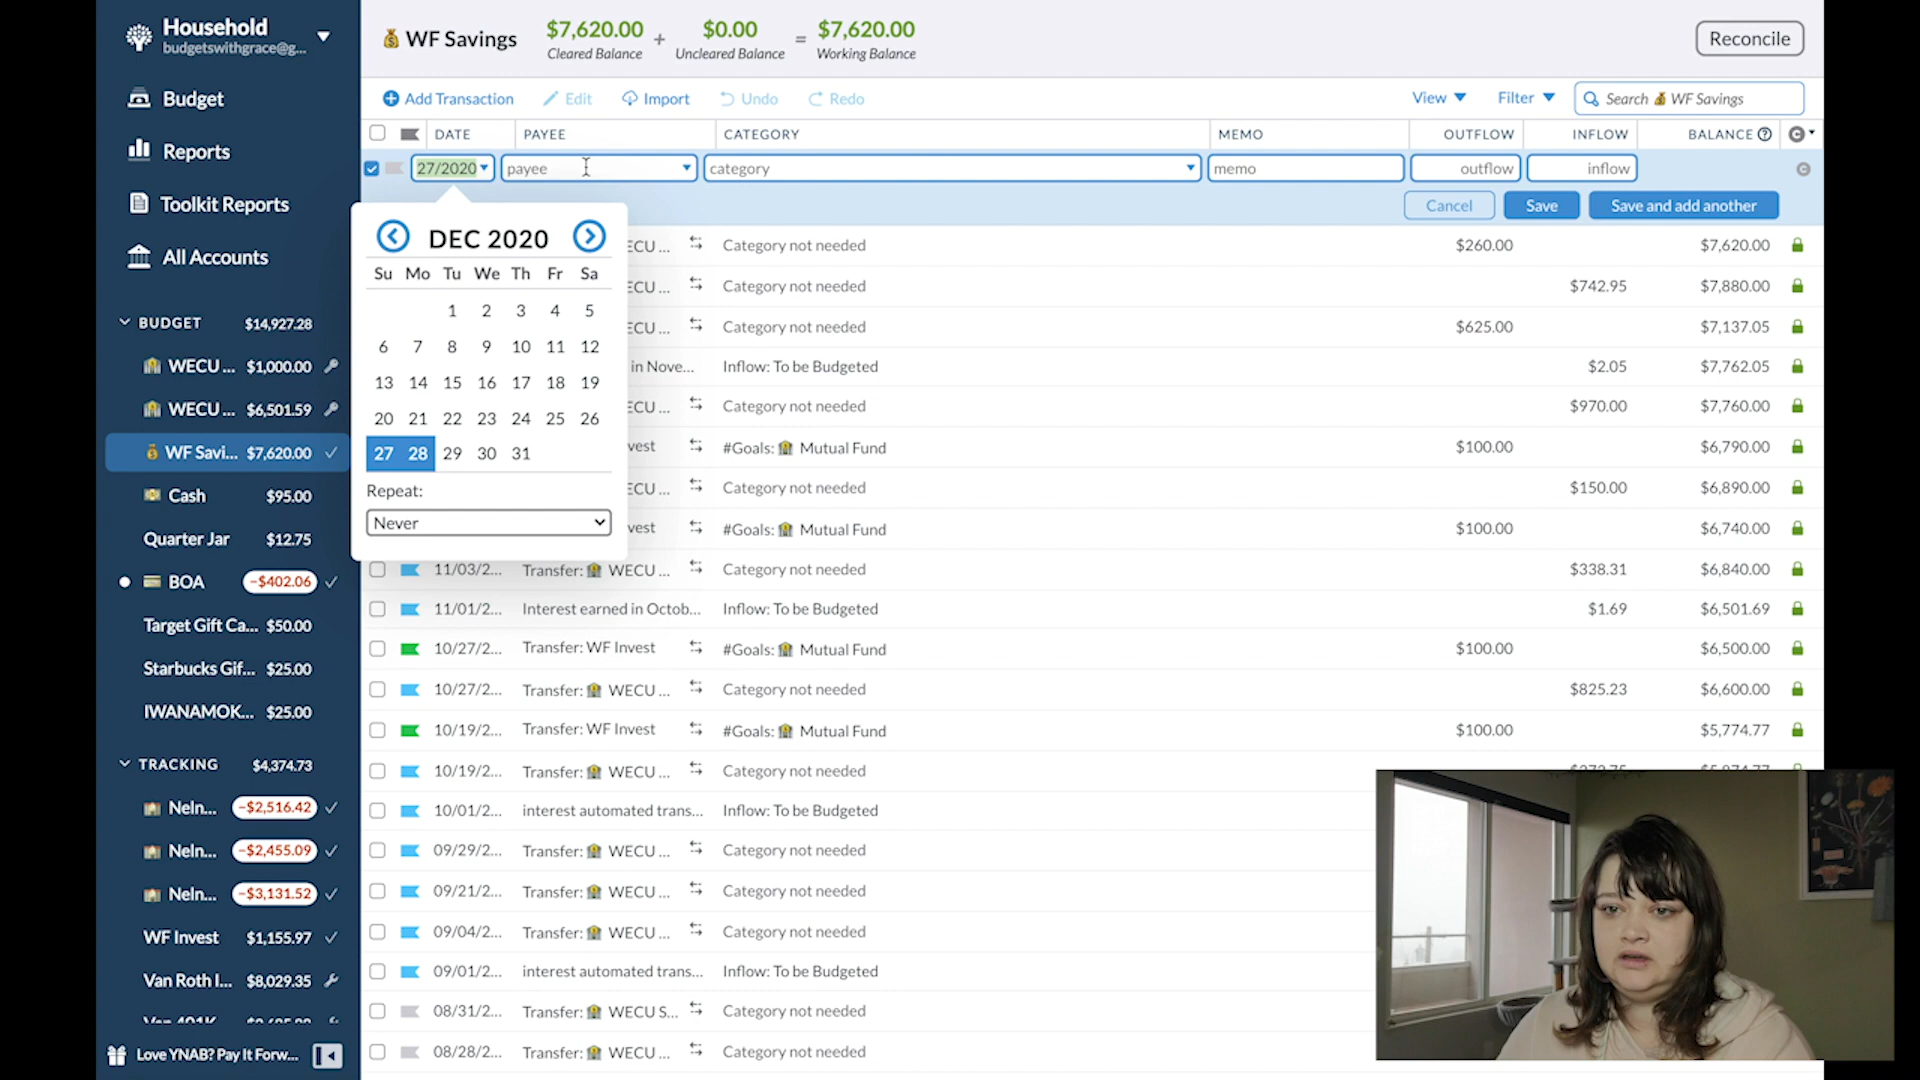 Household
budgetswithgrace@g...
Budget
Reports
Toolkit Reports
All Accounts
BUDGET $14,927.28
WECU ... $1,000.00
WECU ... $6,501.59
WF Savi... $7,620.00
Cash $95.00
Quarter Jar $12.75
BOA -$402.06
Target Gift Ca... $50.00
Starbucks Gif... $25.00
IWANAMOK... $25.00
TRACKING $4,374.73
Neln... -$2,516.42
Neln... -$2,455.09
Neln... -$3,131.52
WF Invest $1,155.97
Van Roth I... $8,029.35
Love YNAB? Pay It Forw...
WF Savings
$7,620.00 + $0.00 = $7,620.00
Cleared Balance Uncleared Balance Working Balance
Reconcile
Add Transaction Edit Import Undo Redo
View Filter Search WF Savings
DATE PAYEE CATEGORY MEMO OUTFLOW INFLOW BALANCE
27/2020 payee category memo outflow inflow
Cancel Save Save and add another
DEC 2020
Su Mo Tu We Th Fr Sa
1 2 3 4 5
6 7 8 9 10 11 12
13 14 15 16 17 18 19
20 21 22 23 24 25 26
27 28 29 30 31
Repeat:
Never
ECU ... Category not needed $260.00 $7,620.00
ECU ... Category not needed $742.95 $7,880.00
ECU ... Category not needed $625.00 $7,137.05
in Nove... Inflow: To be Budgeted $2.05 $7,762.05
ECU ... Category not needed $970.00 $7,760.00
vest #Goals: Mutual Fund $100.00 $6,790.00
ECU ... Category not needed $150.00 $6,890.00
vest #Goals: Mutual Fund $100.00 $6,740.00
11/03/2... Transfer: WECU ... Category not needed $338.31 $6,840.00
11/01/2... Interest earned in Octob... Inflow: To be Budgeted $1.69 $6,501.69
10/27/2... Transfer: WF Invest #Goals: Mutual Fund $100.00 $6,500.00
10/27/2... Transfer: WECU ... Category not needed $825.23 $6,600.00
10/19/2... Transfer: WF Invest #Goals: Mutual Fund $100.00 $5,774.77
10/19/2... Transfer: WECU ... Category not needed
10/01/2... interest automated trans... Inflow: To be Budgeted
09/29/2... Transfer: WECU ... Category not needed
09/21/2... Transfer: WECU ... Category not needed
09/04/2... Transfer: WECU ... Category not needed
09/01/2... interest automated trans... Inflow: To be Budgeted
08/31/2... Transfer: WECU S... Category not needed
08/28/2... Transfer: WECU ... Category not needed